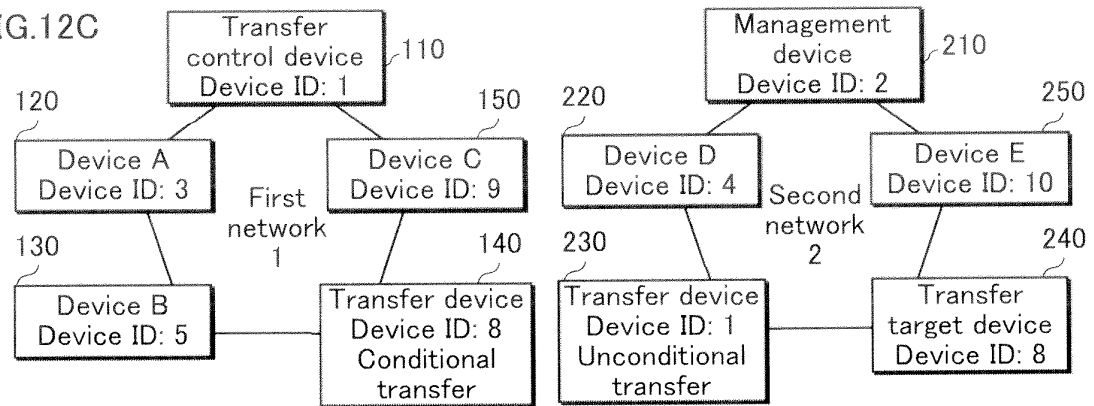 IG.12C
Transfer
control device
Device ID: 1
110
Management
device
Device ID: 2
210
120
Device A
Device ID: 3
150
Device C
Device ID: 9
First
network
1
130
Device B
Device ID: 5
140
Transfer device
Device ID: 8
Conditional
transfer
220
Device D
Device ID: 4
250
Device E
Device ID: 10
Second
network
2
230
Transfer device
Device ID: 1
Unconditional
transfer
240
Transfer
target device
Device ID: 8